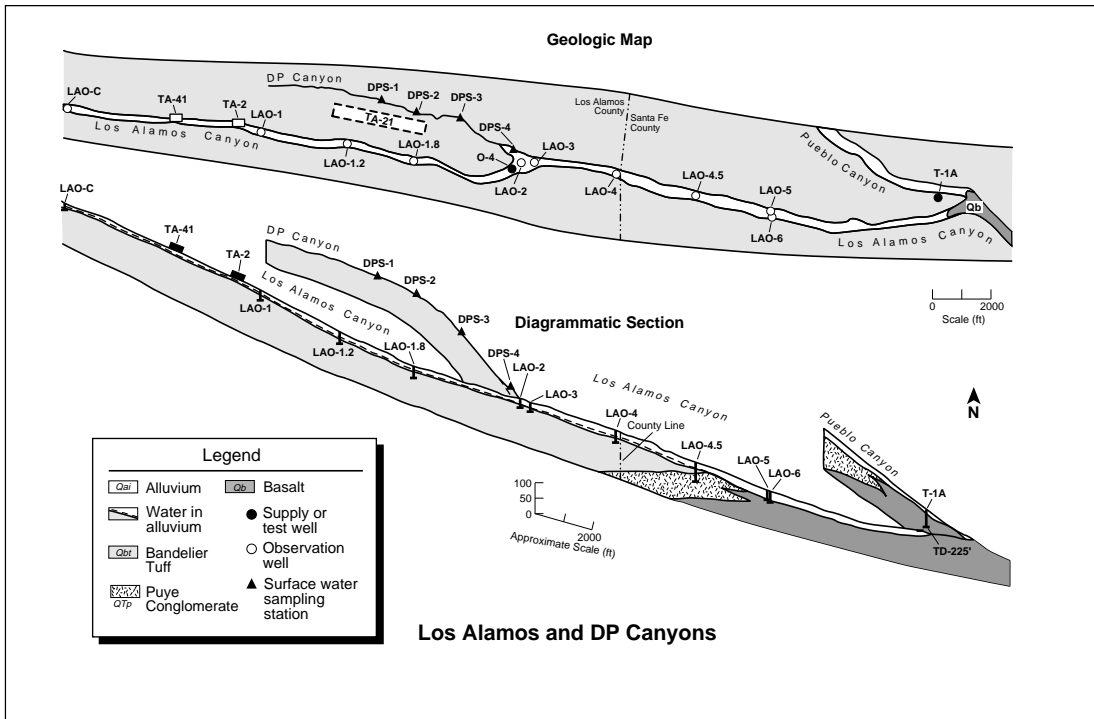 Geologic Map
DP Canyon
DPS-1
DPS-2
DPS-3
DPS-4
TA-21
LAO-C
TA-41
TA-2
LAO-1
Los Alamos Canyon
LAO-1.2
LAO-1.8
O-4
LAO-2
LAO-3
Los Alamos
County
Santa Fe
County
LAO-4
LAO-4.5
LAO-5
LAO-6
Pueblo Canyon
T-1A
Qb
Los Alamos Canyon
0 2000
Scale (ft)
N
Diagrammatic Section
LAO-C
TA-41
TA-2
LAO-1
DP Canyon
DPS-1
DPS-2
DPS-3
DPS-4
Los Alamos Canyon
LAO-1.2
LAO-1.8
LAO-2
LAO-3
Los Alamos Canyon
LAO-4
County Line
LAO-4.5
LAO-5
LAO-6
Pueblo Canyon
T-1A
TD-225'
100
50
0
2000
Approximate Scale (ft)
Legend
Qal Alluvium
Water in
alluvium
Qbt Bandelier
Tuff
Puye
QTp Conglomerate
Qb Basalt
Supply or
test well
Observation
well
Surface water
sampling
station
Los Alamos and DP Canyons